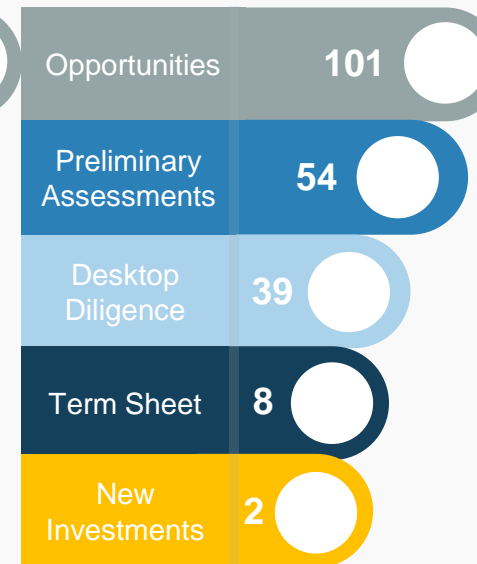 Opportunities 101
Preliminary
Assessments 54
Desktop
Diligence 39
Term Sheet 8
New
Investments 2